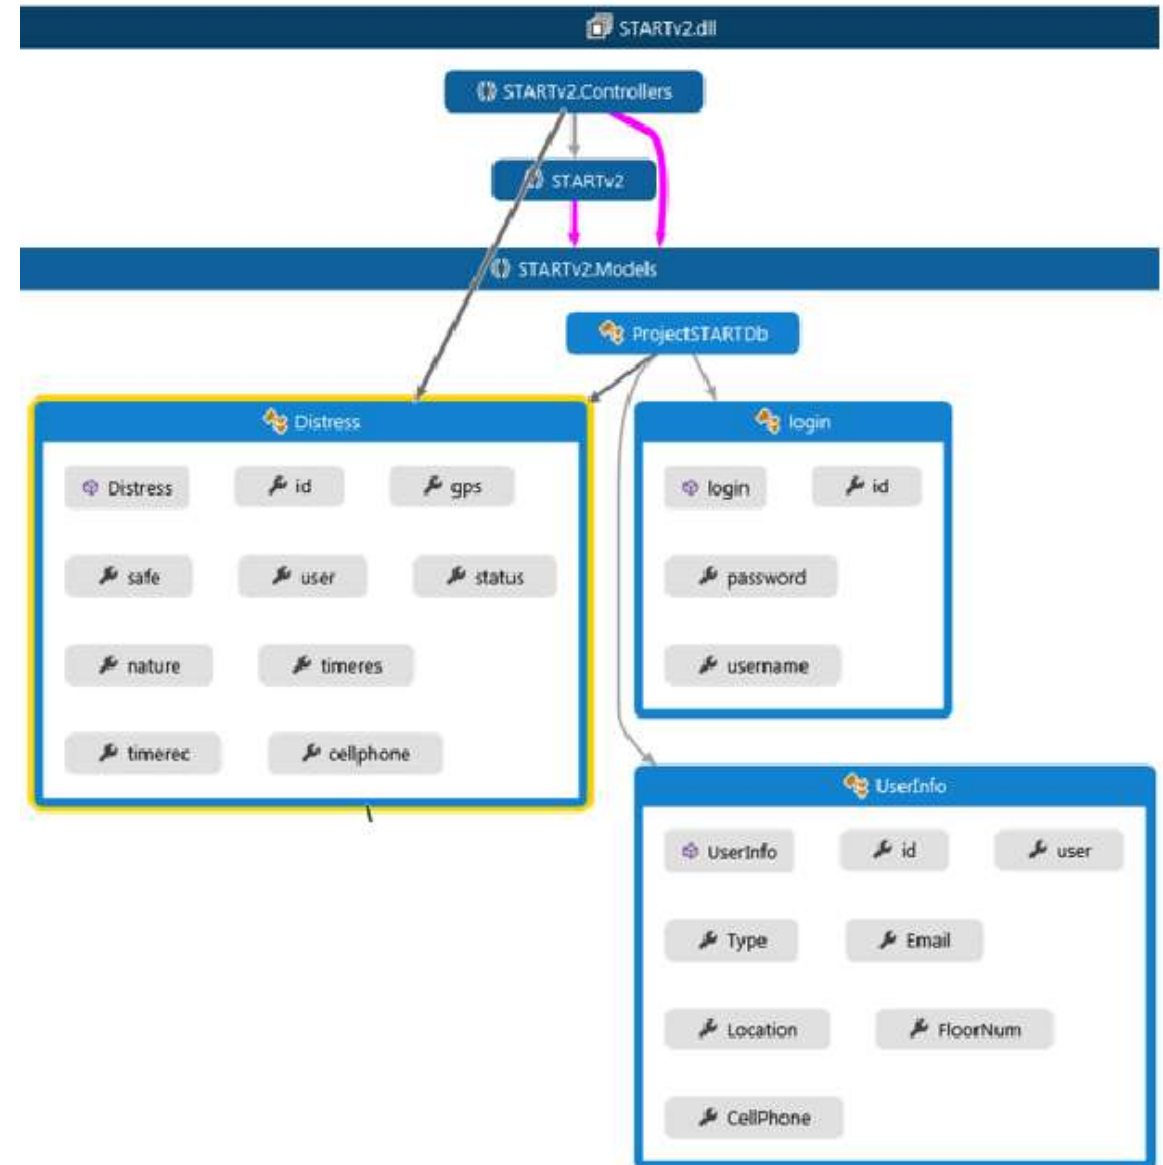 STARTv2.dll
STARTv2.Controllers
STARTv2
STARTv2.Models
ProjectSTARTDb
Distress
login
Distress id gps
login id
safe user status
password
nature timeres
username
timerec cellphone
UserInfo
UserInfo id user
Type Email
Location FloorNum
CellPhone